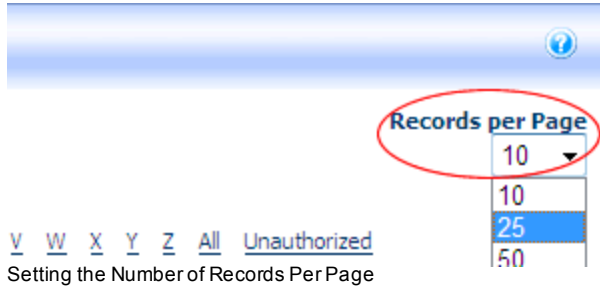 ?
Records per Page
10
10
25
50
V W X Y Z All Unauthorized
Setting the Number of Records Per Page